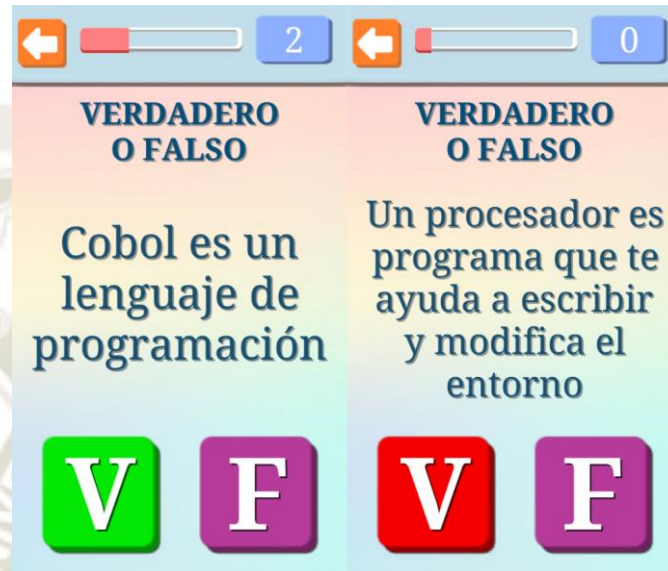 2
VERDADERO
O FALSO
Cobol es un
lenguaje de
programación
V F
0
VERDADERO
O FALSO
Un procesador es
programa que te
ayuda a escribir
y modifica el
entorno
V F